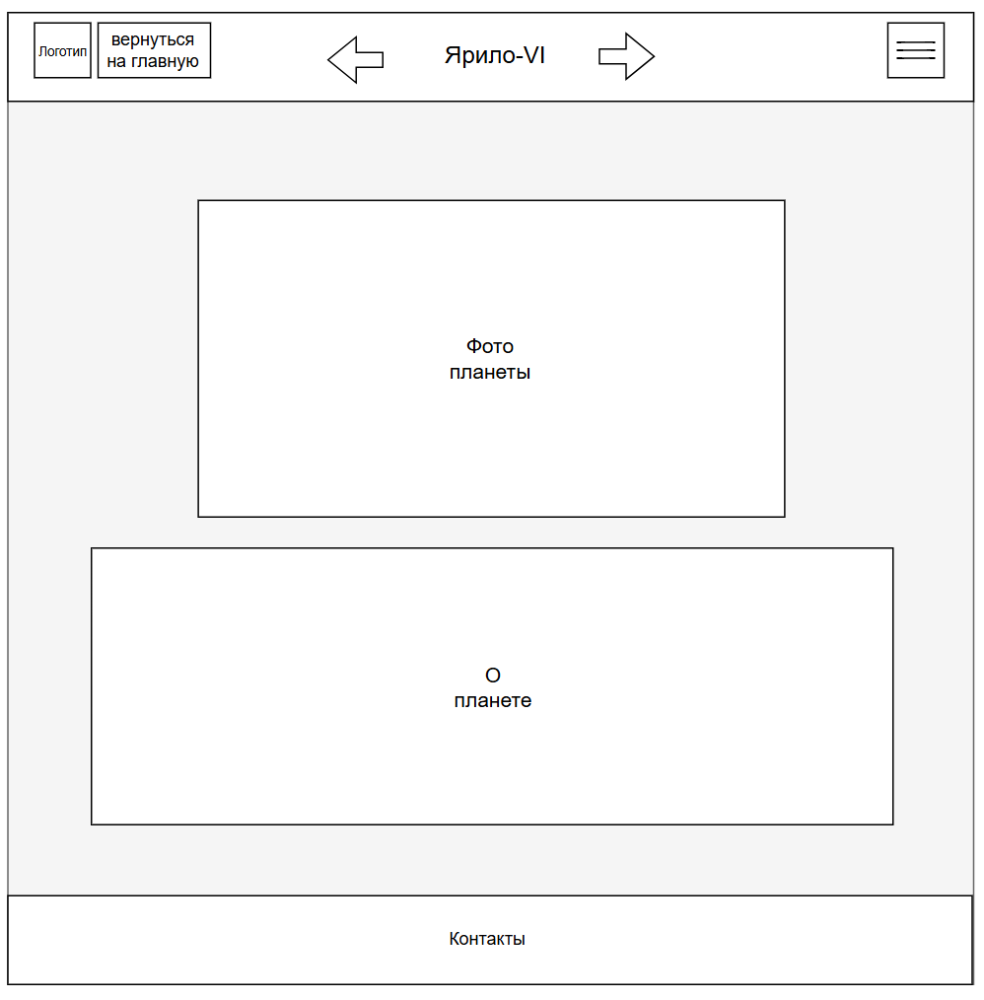 Логотип
вернуться
на главную
Ярило-VI
Фото
планеты
О
планете
Контакты